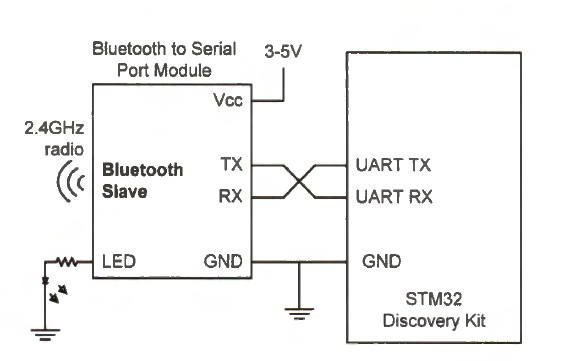 Bluetooth to Serial
Port Module
3-5V
Vcc
2.4GHz
radio
Bluetooth
Slave
TX
RX
UART TX
UART RX
LED
GND
GND
STM32
Discovery Kit